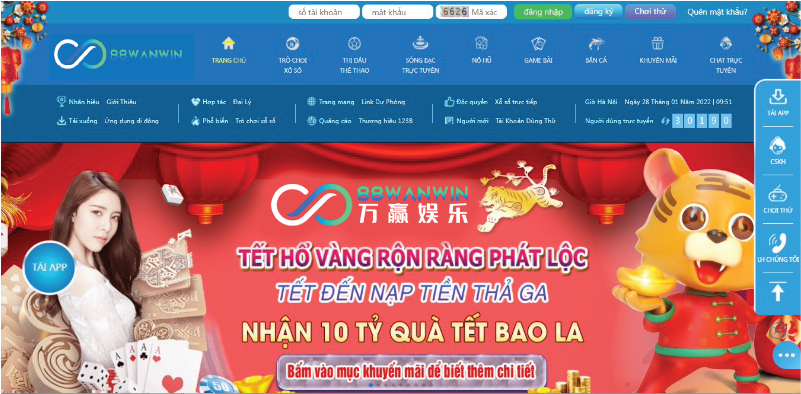 số tài khoản mật khẩu 6626 Mã xác đăng nhập đăng ký Chơi thử Quên mật khẩu?
88WANWIN
TRANG CHỦ
TRÒ CHƠI XỔ SỐ
THI ĐẤU THỂ THAO
SÒNG BẠC TRỰC TUYẾN
NỔ HŨ
GAME BÀI
BẮN CÁ
KHUYẾN MÃI
CHAT TRỰC TUYẾN
Nhãn hiệu Giới Thiệu Hợp tác Đại Lý Trang mạng Link Dự Phòng Độc quyền Xổ số trực tiếp Giờ Hà Nội Ngày 28 Tháng 01 Năm 2022 | 09:51
Tải xuống Ứng dụng di động Phổ biến Trò chơi xổ số Quảng cáo Thương hiệu 123B Người mới Tài Khoản Dùng Thử Người dùng trực tuyến 30190
TẢI APP
CSKH
CHƠI THỬ
LH CHÚNG TÔI
88WANWIN
万赢娱乐
TẢI APP
TẾT HỔ VÀNG RỘN RÀNG PHÁT LỘC
TẾT ĐẾN NẠP TIỀN THẢ GA
NHẬN 10 TỶ QUÀ TẾT BAO LA
Bấm vào mục khuyến mãi để biết thêm chi tiết
A A A A
50